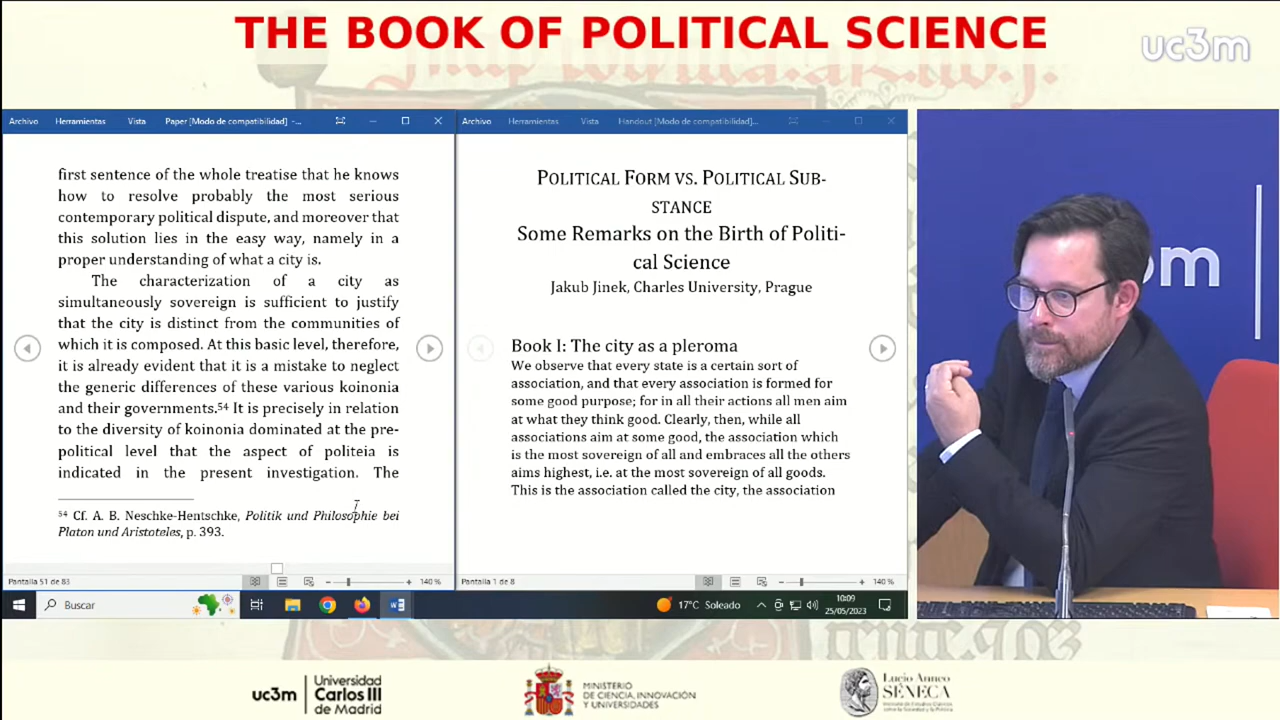 THE BOOK OF POLITICAL SCIENCE
uc3m
Archivo Herramientas Vista Paper [Modo de compatibilidad] -...
first sentence of the whole treatise that he knows
how to resolve probably the most serious
contemporary political dispute, and moreover that
this solution lies in the easy way, namely in a
proper understanding of what a city is.
The characterization of a city as
simultaneously sovereign is sufficient to justify
that the city is distinct from the communities of
which it is composed. At this basic level, therefore,
it is already evident that it is a mistake to neglect
the generic differences of these various koinonia
and their governments.⁵⁴ It is precisely in relation
to the diversity of koinonia dominated at the pre-
political level that the aspect of politeia is
indicated in the present investigation. The
⁵⁴ Cf. A. B. Neschke-Hentschke, Politik und Philosophie bei
Platon und Aristoteles, p. 393.
Pantalla 51 de 83
140 %
Archivo Herramientas Vista Handout [Modo de compatibilidad]...
POLITICAL FORM VS. POLITICAL SUB-
STANCE
Some Remarks on the Birth of Politi-
cal Science
Jakub Jinek, Charles University, Prague
Book I: The city as a pleroma
We observe that every state is a certain sort of
association, and that every association is formed for
some good purpose; for in all their actions all men aim
at what they think good. Clearly, then, while all
associations aim at some good, the association which
is the most sovereign of all and embraces all the others
aims highest, i.e. at the most sovereign of all goods.
This is the association called the city, the association
Pantalla 1 de 8
140 %
m
Buscar
17°C Soleado
10:09
25/05/2023
uc3m
Universidad
Carlos III
de Madrid
MINISTERIO
DE CIENCIA, INNOVACIÓN
Y UNIVERSIDADES
Lucio Anneo
SÉNECA